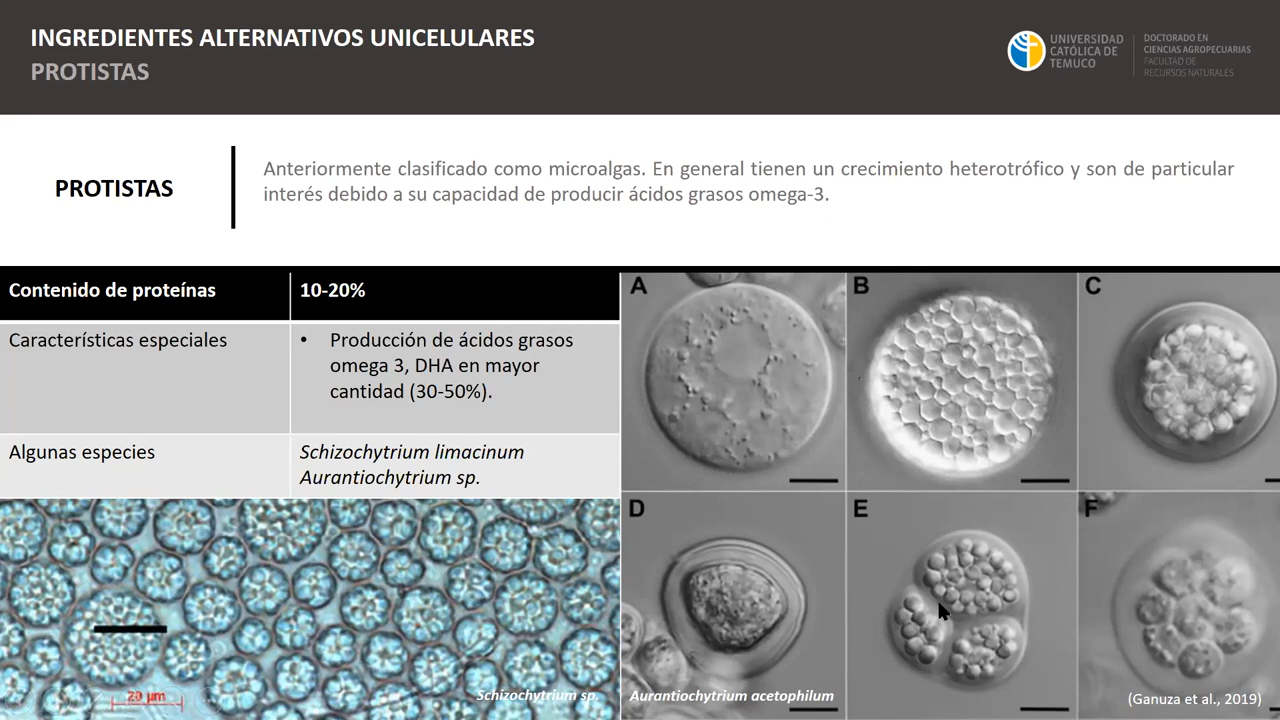 INGREDIENTES ALTERNATIVOS UNICELULARES
PROTISTAS
UNIVERSIDAD
CATÓLICA DE
TEMUCO
DOCTORADO EN
CIENCIAS AGROPECUARIAS
FACULTAD DE
RECURSOS NATURALES
PROTISTAS
Anteriormente clasificado como microalgas. En general tienen un crecimiento heterotrófico y son de particular
interés debido a su capacidad de producir ácidos grasos omega-3.
Contenido de proteínas
10-20%
Características especiales
• Producción de ácidos grasos
omega 3, DHA en mayor
cantidad (30-50%).
Algunas especies
Schizochytrium limacinum
Aurantiochytrium sp.
A
B
C
D
E
F
20 µm
Schizochytrium sp.
Aurantiochytrium acetophilum
(Ganuza et al., 2019)